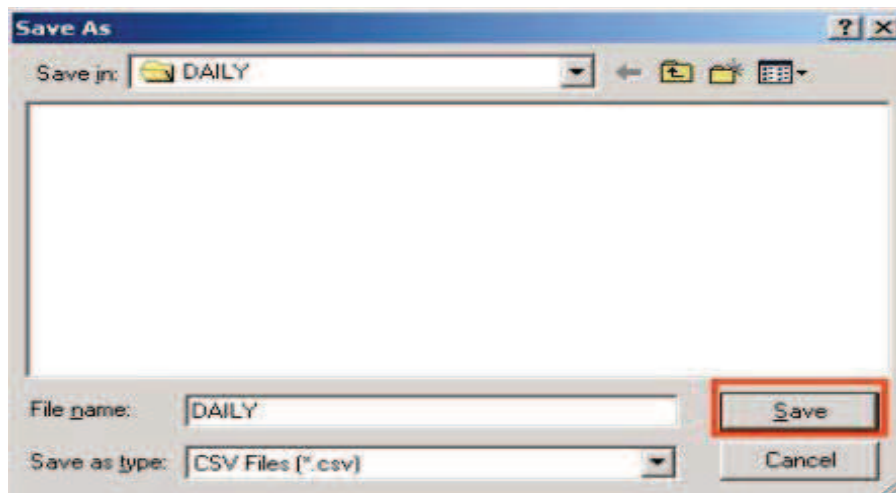 Save As
Save in: DAILY
File name: DAILY
Save
Save as type: CSV Files (*.csv)
Cancel